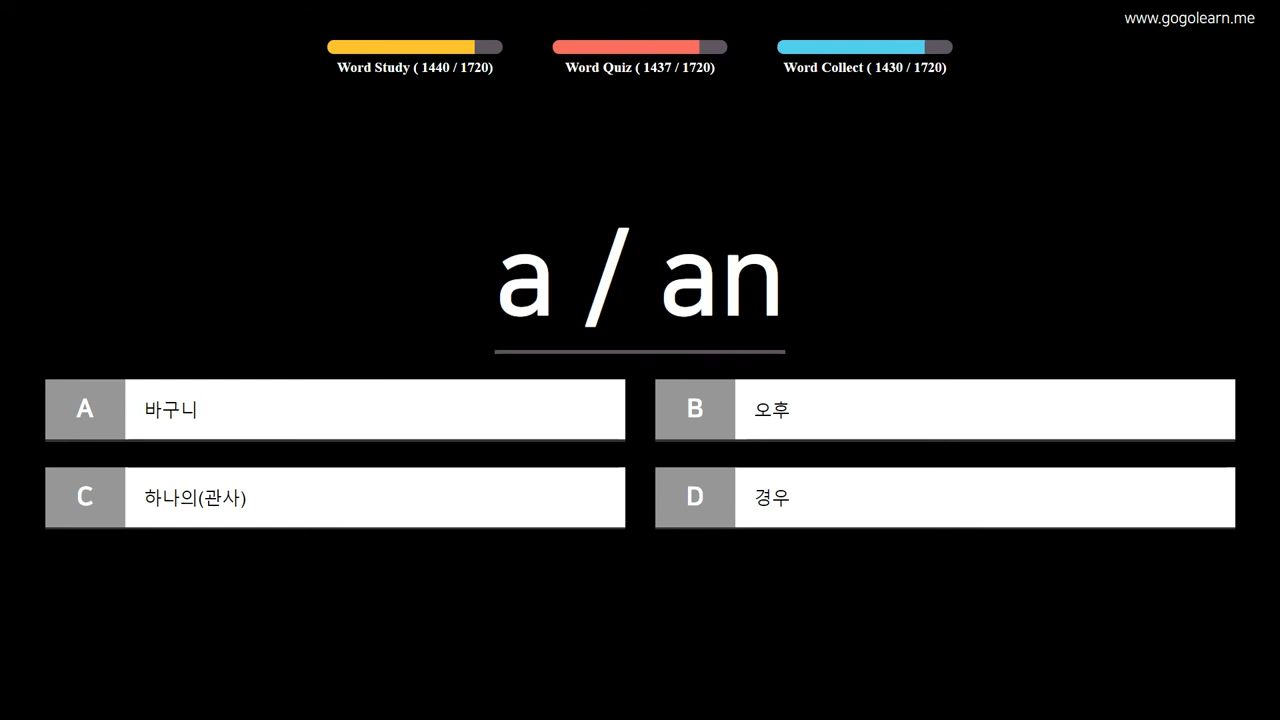 www.gogolearn.me
Word Study ( 1440 / 1720)
Word Quiz ( 1437 / 1720)
Word Collect ( 1430 / 1720)
a / an
A 바구니
B 오후
C 하나의(관사)
D 경우